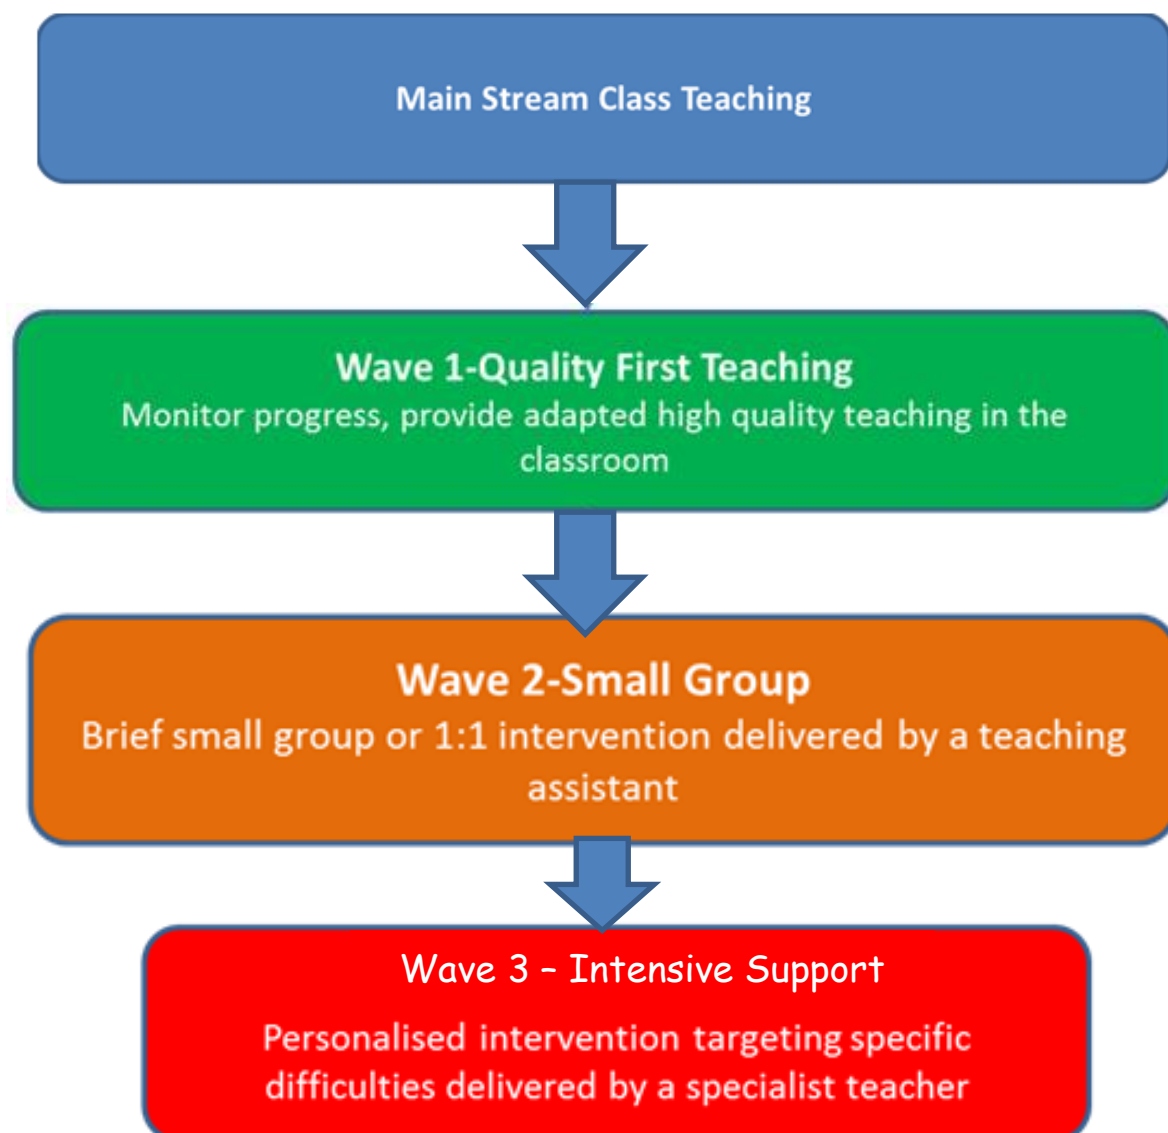 Main Stream Class Teaching
Wave 1-Quality First Teaching
Monitor progress, provide adapted high quality teaching in the
classroom
Wave 2-Small Group
Brief small group or 1:1 intervention delivered by a teaching
assistant
Wave 3 – Intensive Support
Personalised intervention targeting specific
difficulties delivered by a specialist teacher